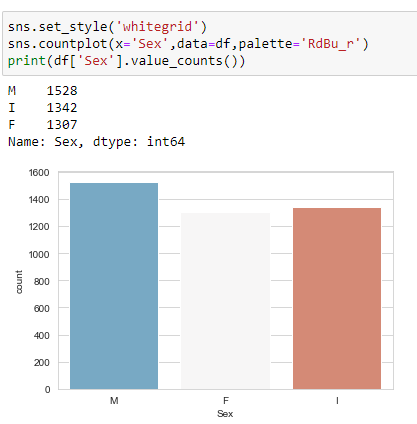 sns.set_style('whitegrid')
sns.countplot(x='Sex',data=df,palette='RdBu_r')
print(df['Sex'].value_counts())
M    1528
I    1342
F    1307
Name: Sex, dtype: int64
1600
1400
1200
1000
800
600
400
200
0
count
M F I
Sex